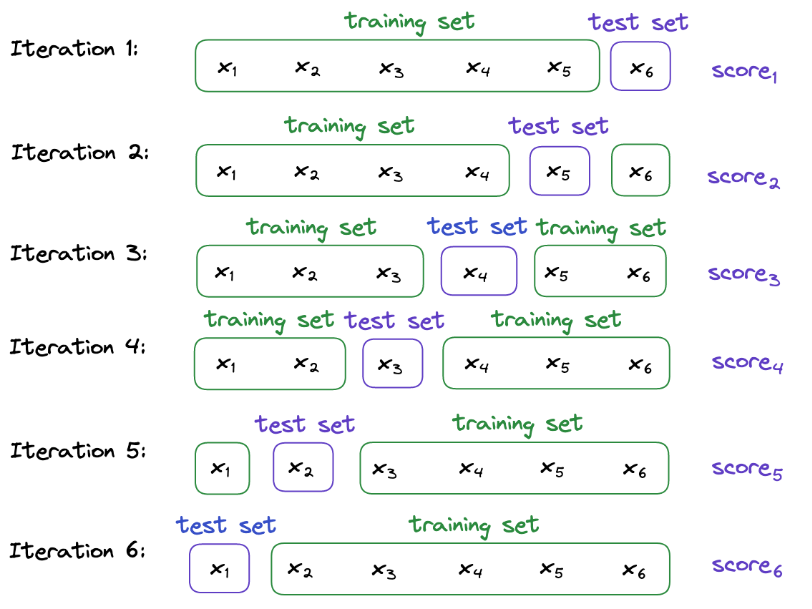 training set test set
Iteration 1: x₁ x₂ x₃ x₄ x₅ x₆ score₁
training set test set
Iteration 2: x₁ x₂ x₃ x₄ x₅ x₆ score₂
training set test set training set
Iteration 3: x₁ x₂ x₃ x₄ x₅ x₆ score₃
training set test set training set
Iteration 4: x₁ x₂ x₃ x₄ x₅ x₆ score₄
test set training set
Iteration 5: x₁ x₂ x₃ x₄ x₅ x₆ score₅
test set training set
Iteration 6: x₁ x₂ x₃ x₄ x₅ x₆ score₆